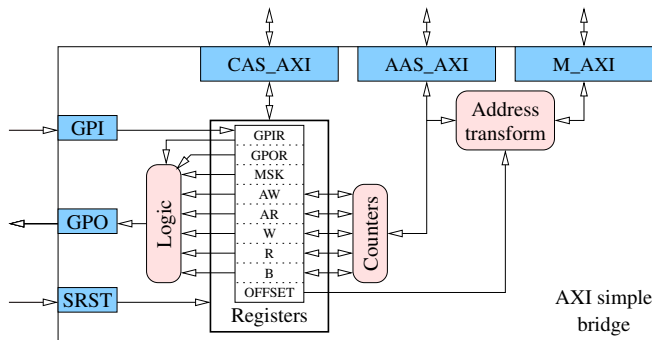 CAS_AXI
AAS_AXI
M_AXI
Address
transform
GPI
GPIR
GPOR
MSK
AW
AR
W
R
B
OFFSET
Logic
Counters
GPO
SRST
Registers
AXI simple
bridge